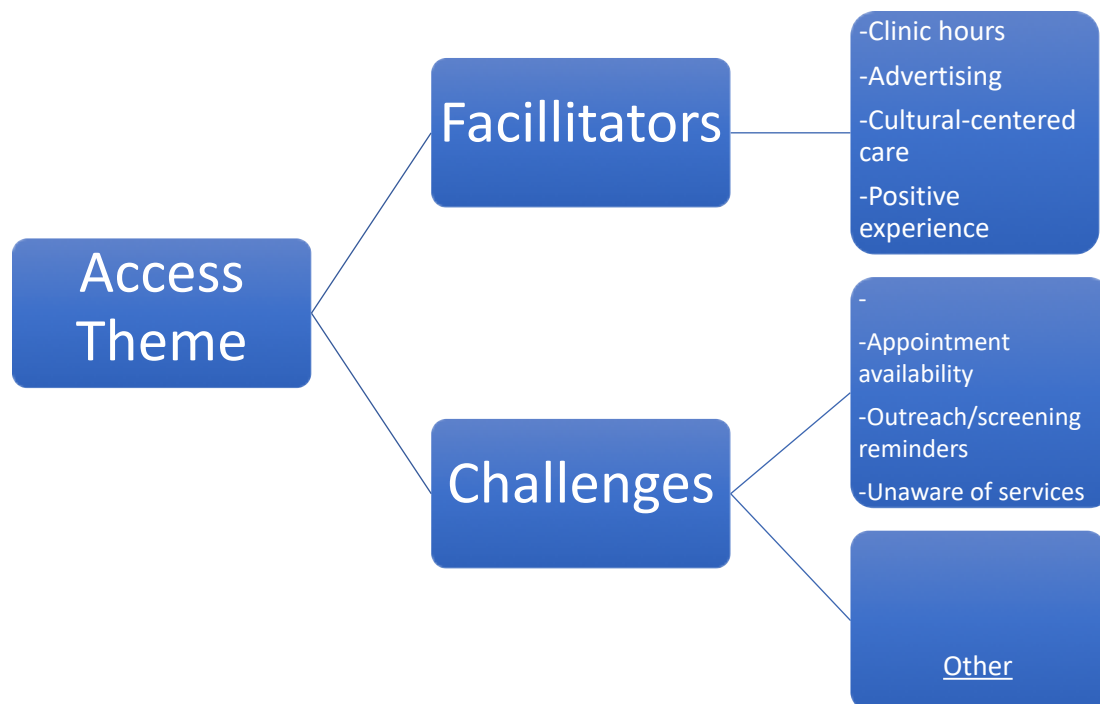 Access
Theme
Facillitators
-Clinic hours
-Advertising
-Cultural-centered
care
-Positive
experience
Challenges
-
-Appointment
availability
-Outreach/screening
reminders
-Unaware of services
Other